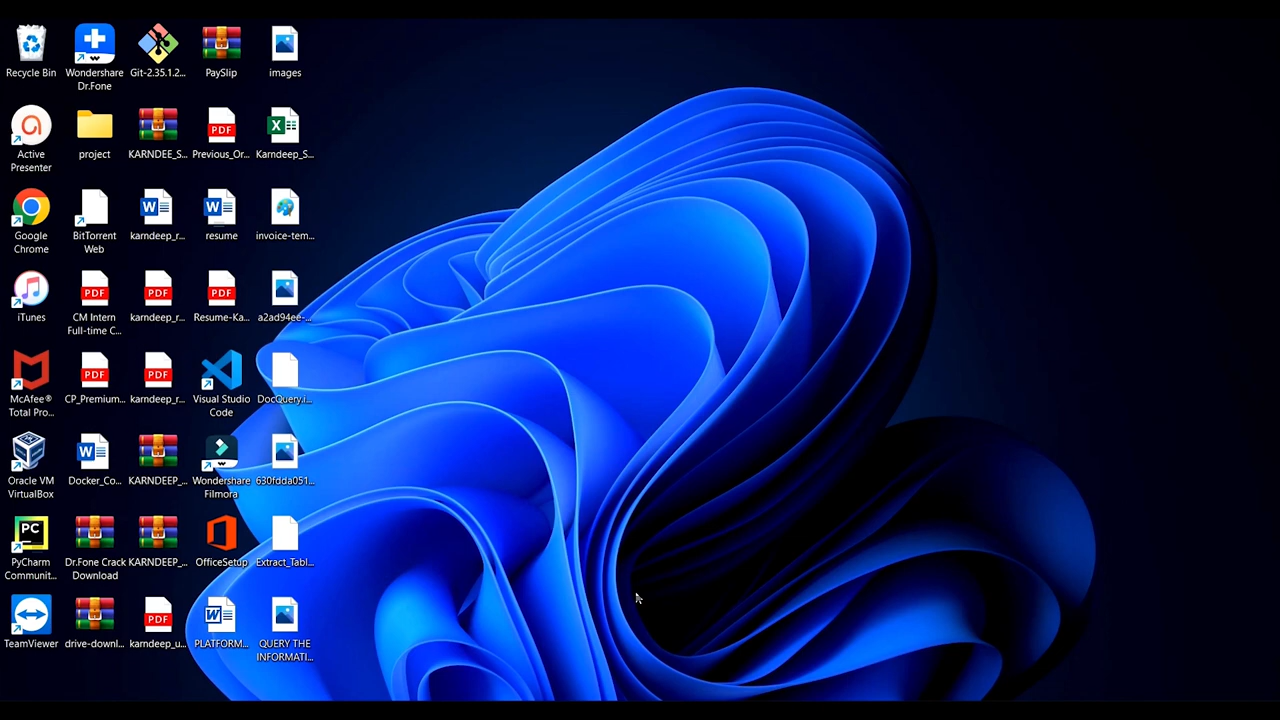 Recycle Bin
Wondershare
Dr.Fone
Git-2.35.1.2...
PaySlip
images
Active
Presenter
project
KARNDEE_S...
Previous_Or...
Karndeep_S...
Google
Chrome
BitTorrent
Web
karndeep_r...
resume
invoice-tem...
iTunes
CM Intern
Full-time C...
karndeep_r...
Resume-Ka...
a2ad94ee-...
McAfee®
Total Pro...
CP_Premium...
karndeep_r...
Visual Studio
Code
DocQuery.i...
Oracle VM
VirtualBox
Docker_Co...
KARNDEEP_...
Wondershare
Filmora
630fdda051...
PyCharm
Communit...
Dr.Fone Crack
Download
KARNDEEP_...
OfficeSetup
Extract_Tabl...
TeamViewer
drive-downl...
karndeep_u...
PLATFORM...
QUERY THE
INFORMATI...